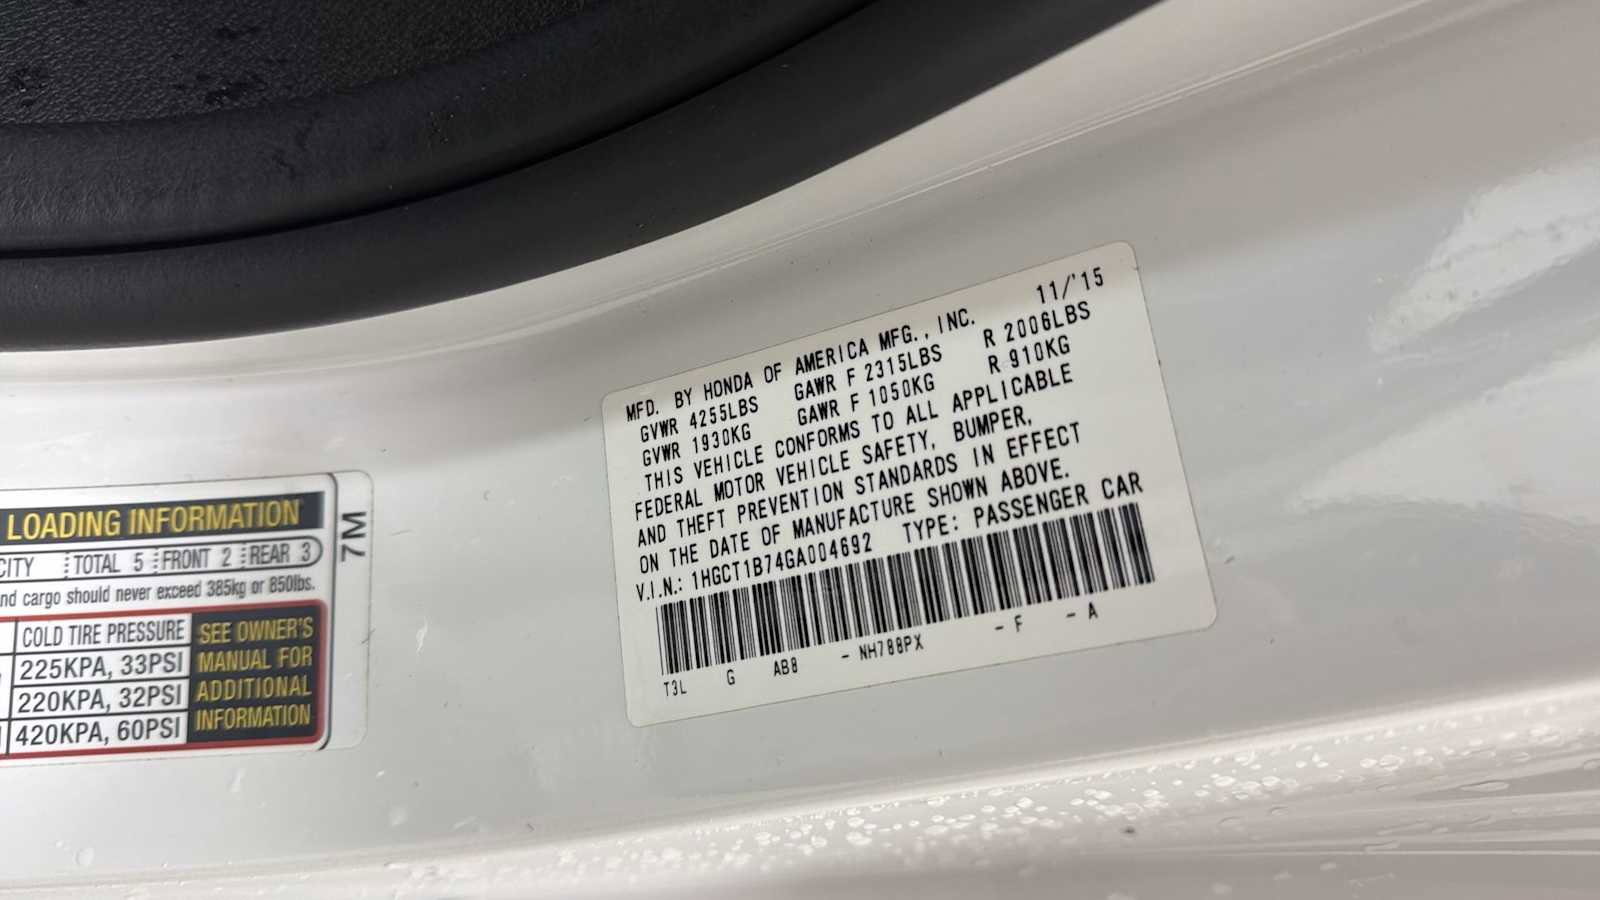 LOADING INFORMATION
CITY TOTAL 5 FRONT 2 REAR 3
nd cargo should never exceed 385kg or 850lbs.
COLD TIRE PRESSURE
225KPA, 33PSI
220KPA, 32PSI
420KPA, 60PSI
SEE OWNER'S
MANUAL FOR
ADDITIONAL
INFORMATION
7M
MFD. BY HONDA OF AMERICA MFG., INC. 11/'15
GVWR 4255LBS GAWR F 2315LBS R 2006LBS
GVWR 1930KG GAWR F 1050KG R 910KG
THIS VEHICLE CONFORMS TO ALL APPLICABLE
FEDERAL MOTOR VEHICLE SAFETY, BUMPER,
AND THEFT PREVENTION STANDARDS IN EFFECT
ON THE DATE OF MANUFACTURE SHOWN ABOVE.
V.I.N.: 1HGCT1B74GA004692 TYPE: PASSENGER CAR
T3L G AB8 - NH788PX - F - A